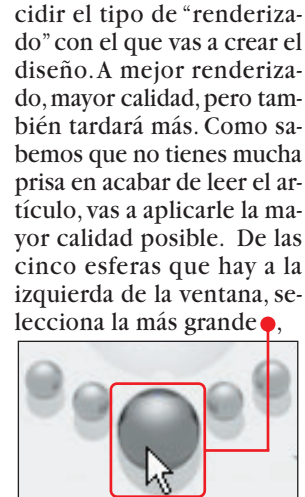 cidir el tipo de “renderiza-
do” con el que vas a crear el
diseño. A mejor renderiza-
do, mayor calidad, pero tam-
bién tardará más. Como sa-
bemos que no tienes mucha
prisa en acabar de leer el ar-
tículo, vas a aplicarle la ma-
yor calidad posible. De las
cinco esferas que hay a la
izquierda de la ventana, se-
lecciona la más grande ,